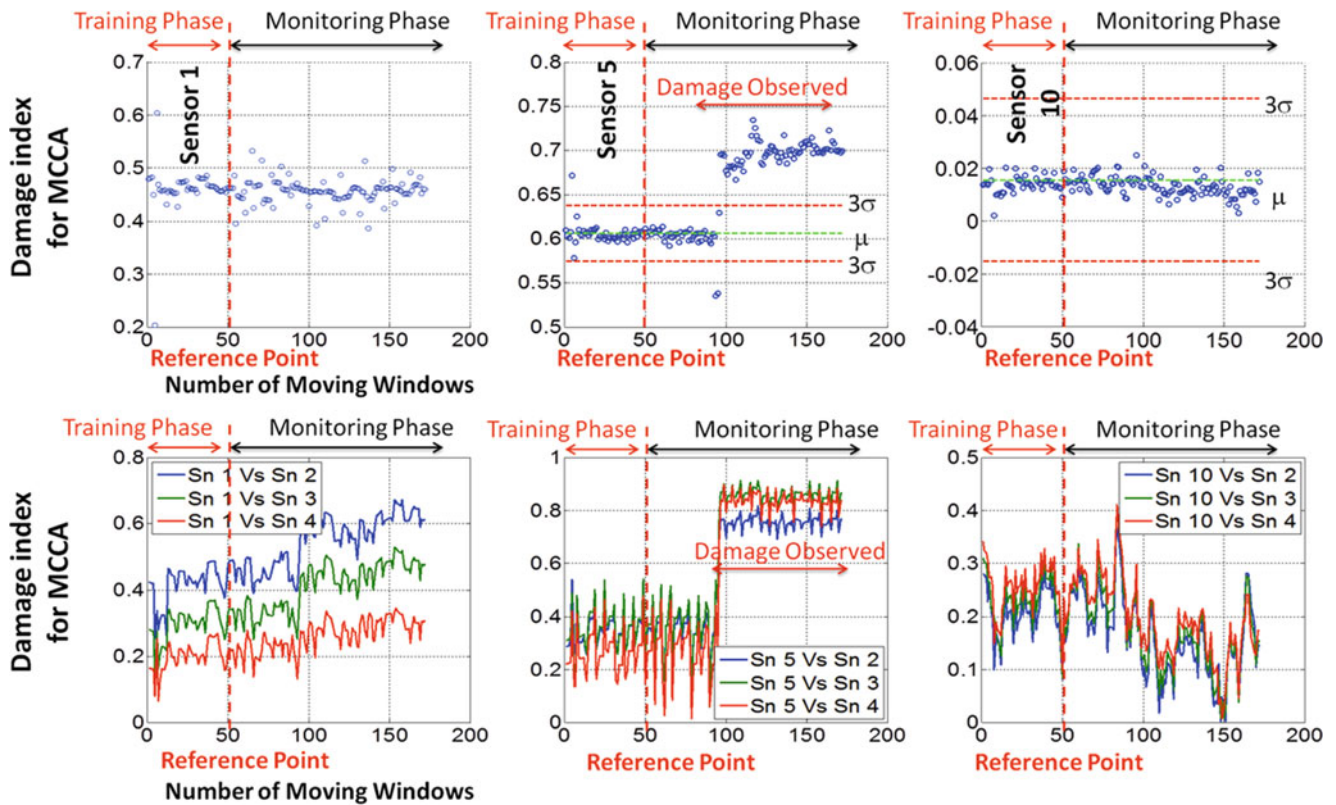 Training Phase Monitoring Phase
Training Phase Monitoring Phase
Training Phase Monitoring Phase
Damage index
for MCCA
0.7
0.6
0.5
0.4
0.3
0.2
Sensor 1
0 50 100 150 200
Reference Point
Number of Moving Windows
0.8
0.75
0.7
0.65
0.6
0.55
0.5
Sensor 5
Damage Observed
3σ
μ
3σ
0 50 100 150 200
Reference Point
0.06
0.04
0.02
0
-0.02
-0.04
Sensor
10
3σ
μ
3σ
0 50 100 150 200
Reference Point
Training Phase Monitoring Phase
Training Phase Monitoring Phase
Training Phase Monitoring Phase
Damage index
for MCCA
0.8
0.6
0.4
0.2
0
Sn 1 Vs Sn 2
Sn 1 Vs Sn 3
Sn 1 Vs Sn 4
0 50 100 150 200
Reference Point
Number of Moving Windows
1
0.8
0.6
0.4
0.2
0
Damage Observed
Sn 5 Vs Sn 2
Sn 5 Vs Sn 3
Sn 5 Vs Sn 4
0 50 100 150 200
Reference Point
0.5
0.4
0.3
0.2
0.1
0
Sn 10 Vs Sn 2
Sn 10 Vs Sn 3
Sn 10 Vs Sn 4
0 50 100 150 200
Reference Point